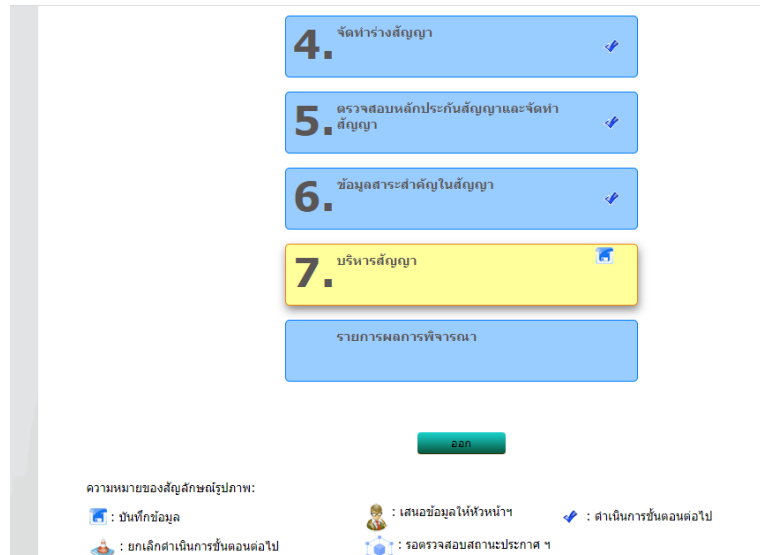 4. จัดทำร่างสัญญา
5. ตรวจสอบหลักประกันสัญญาและจัดทำ
สัญญา
6. ข้อมูลสาระสำคัญในสัญญา
7. บริหารสัญญา
รายการผลการพิจารณา
ออก
ความหมายของสัญลักษณ์รูปภาพ:
: บันทึกข้อมูล : เสนอข้อมูลให้หัวหน้าฯ : ดำเนินการขั้นตอนต่อไป
: ยกเลิกดำเนินการขั้นตอนต่อไป : รอตรวจสอบสถานะประกาศ ฯ